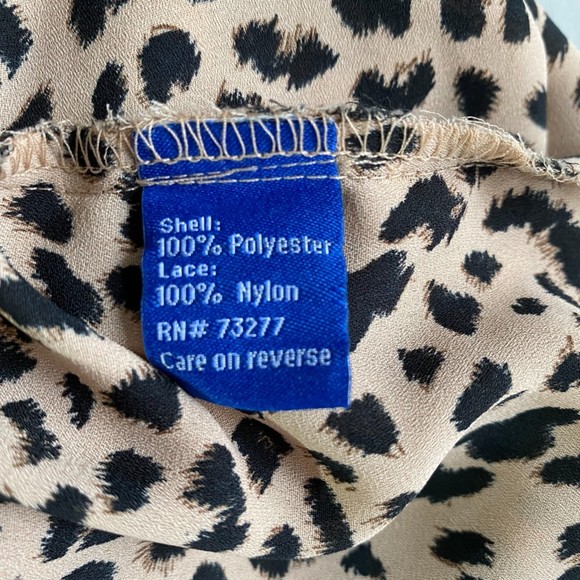 Shell:
100% Polyester
Lace:
100% Nylon
RN# 73277
Care on reverse